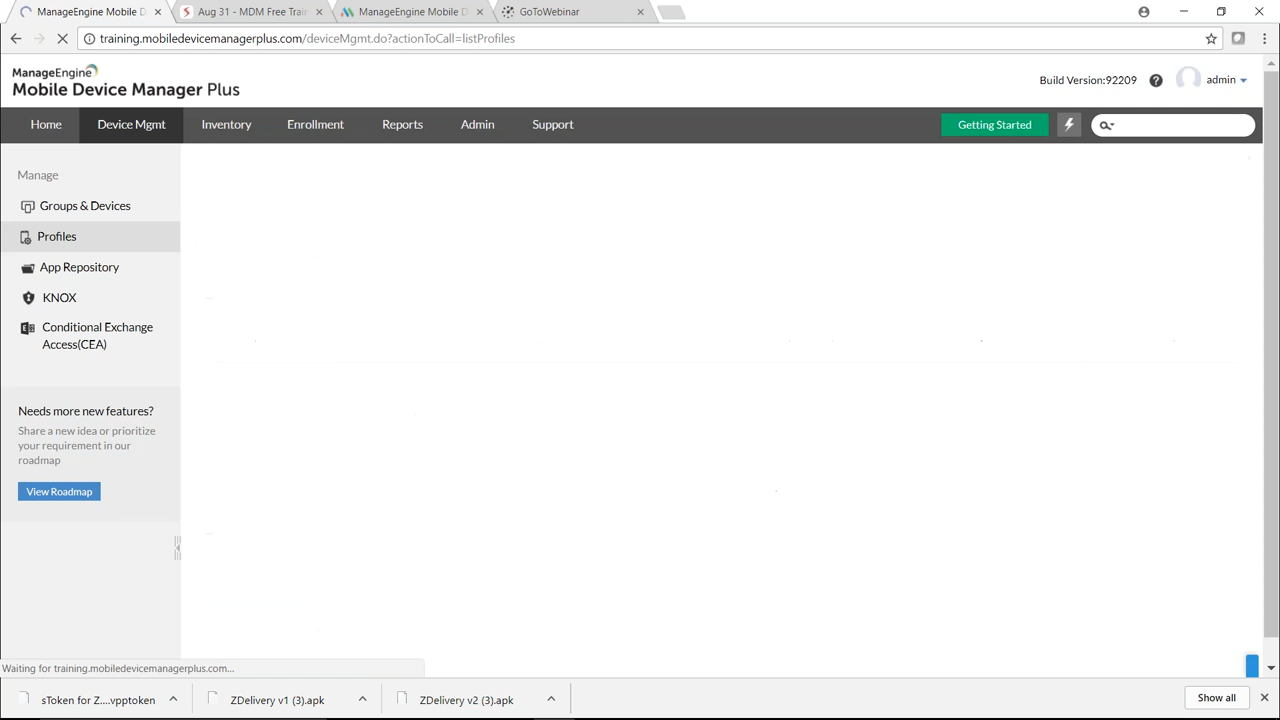 ManageEngine Mobile D
Aug 31 - MDM Free Train
ManageEngine Mobile D
GoToWebinar
training.mobiledevicemanagerplus.com/deviceMgmt.do?actionToCall=listProfiles
ManageEngine
Mobile Device Manager Plus
Build Version:92209
admin
Home
Device Mgmt
Inventory
Enrollment
Reports
Admin
Support
Getting Started
Manage
Groups & Devices
Profiles
App Repository
KNOX
Conditional Exchange
Access(CEA)
Needs more new features?
Share a new idea or prioritize
your requirement in our
roadmap
View Roadmap
Waiting for training.mobiledevicemanagerplus.com...
sToken for Z....vpptoken
ZDelivery v1 (3).apk
ZDelivery v2 (3).apk
Show all